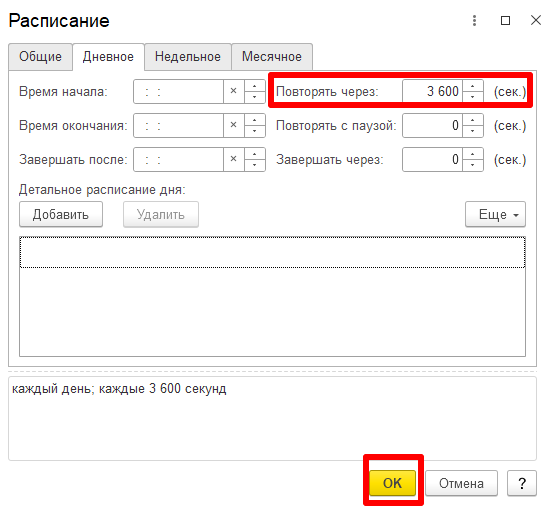 Расписание
Общие Дневное Недельное Месячное
Время начала: : : × Повторять через: 3 600 (сек.)
Время окончания: : : × Повторять с паузой: 0 (сек.)
Завершать после: : : × Завершать через: 0 (сек.)
Детальное расписание дня:
Добавить Удалить Еще
каждый день; каждые 3 600 секунд
OK Отмена ?